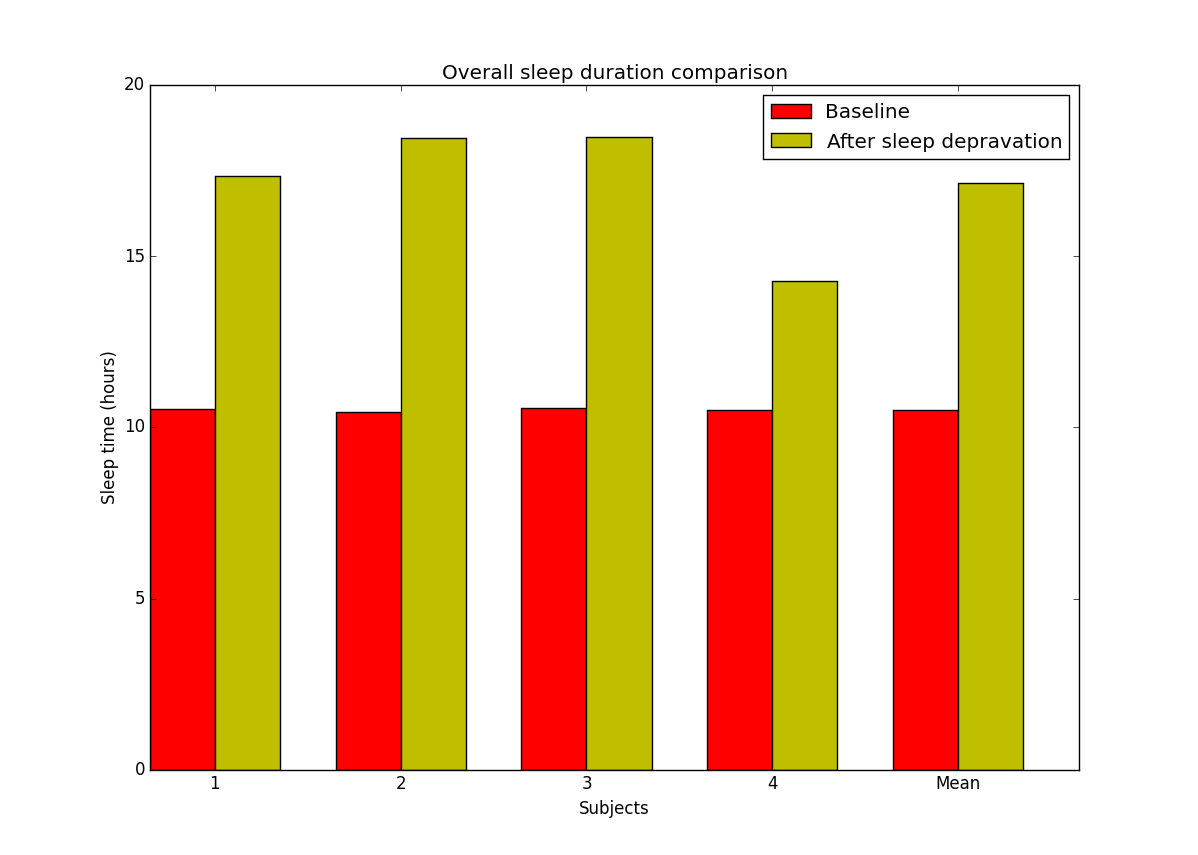 Overall sleep duration comparison
Baseline
After sleep depravation
20
15
10
5
0
Sleep time (hours)
1 2 3 4 Mean
Subjects